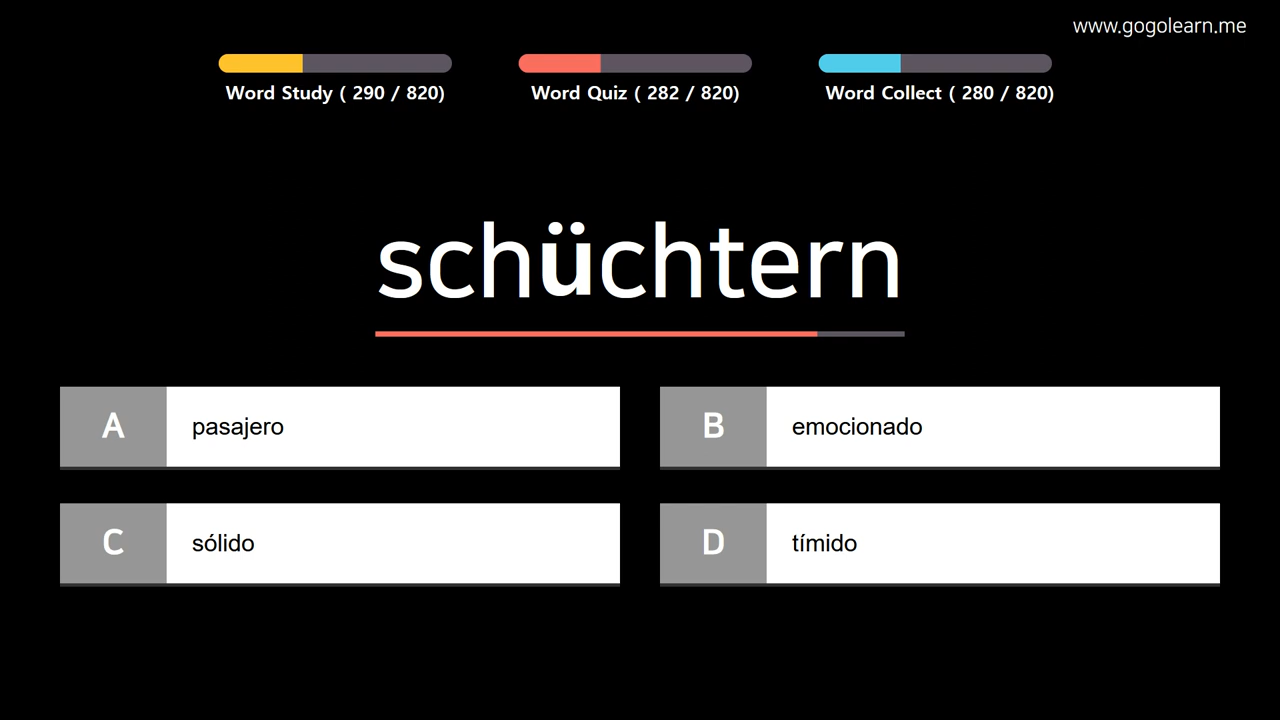 www.gogolearn.me
Word Study ( 290 / 820)
Word Quiz ( 282 / 820)
Word Collect ( 280 / 820)
schüchtern
A
pasajero
B
emocionado
C
sólido
D
tímido